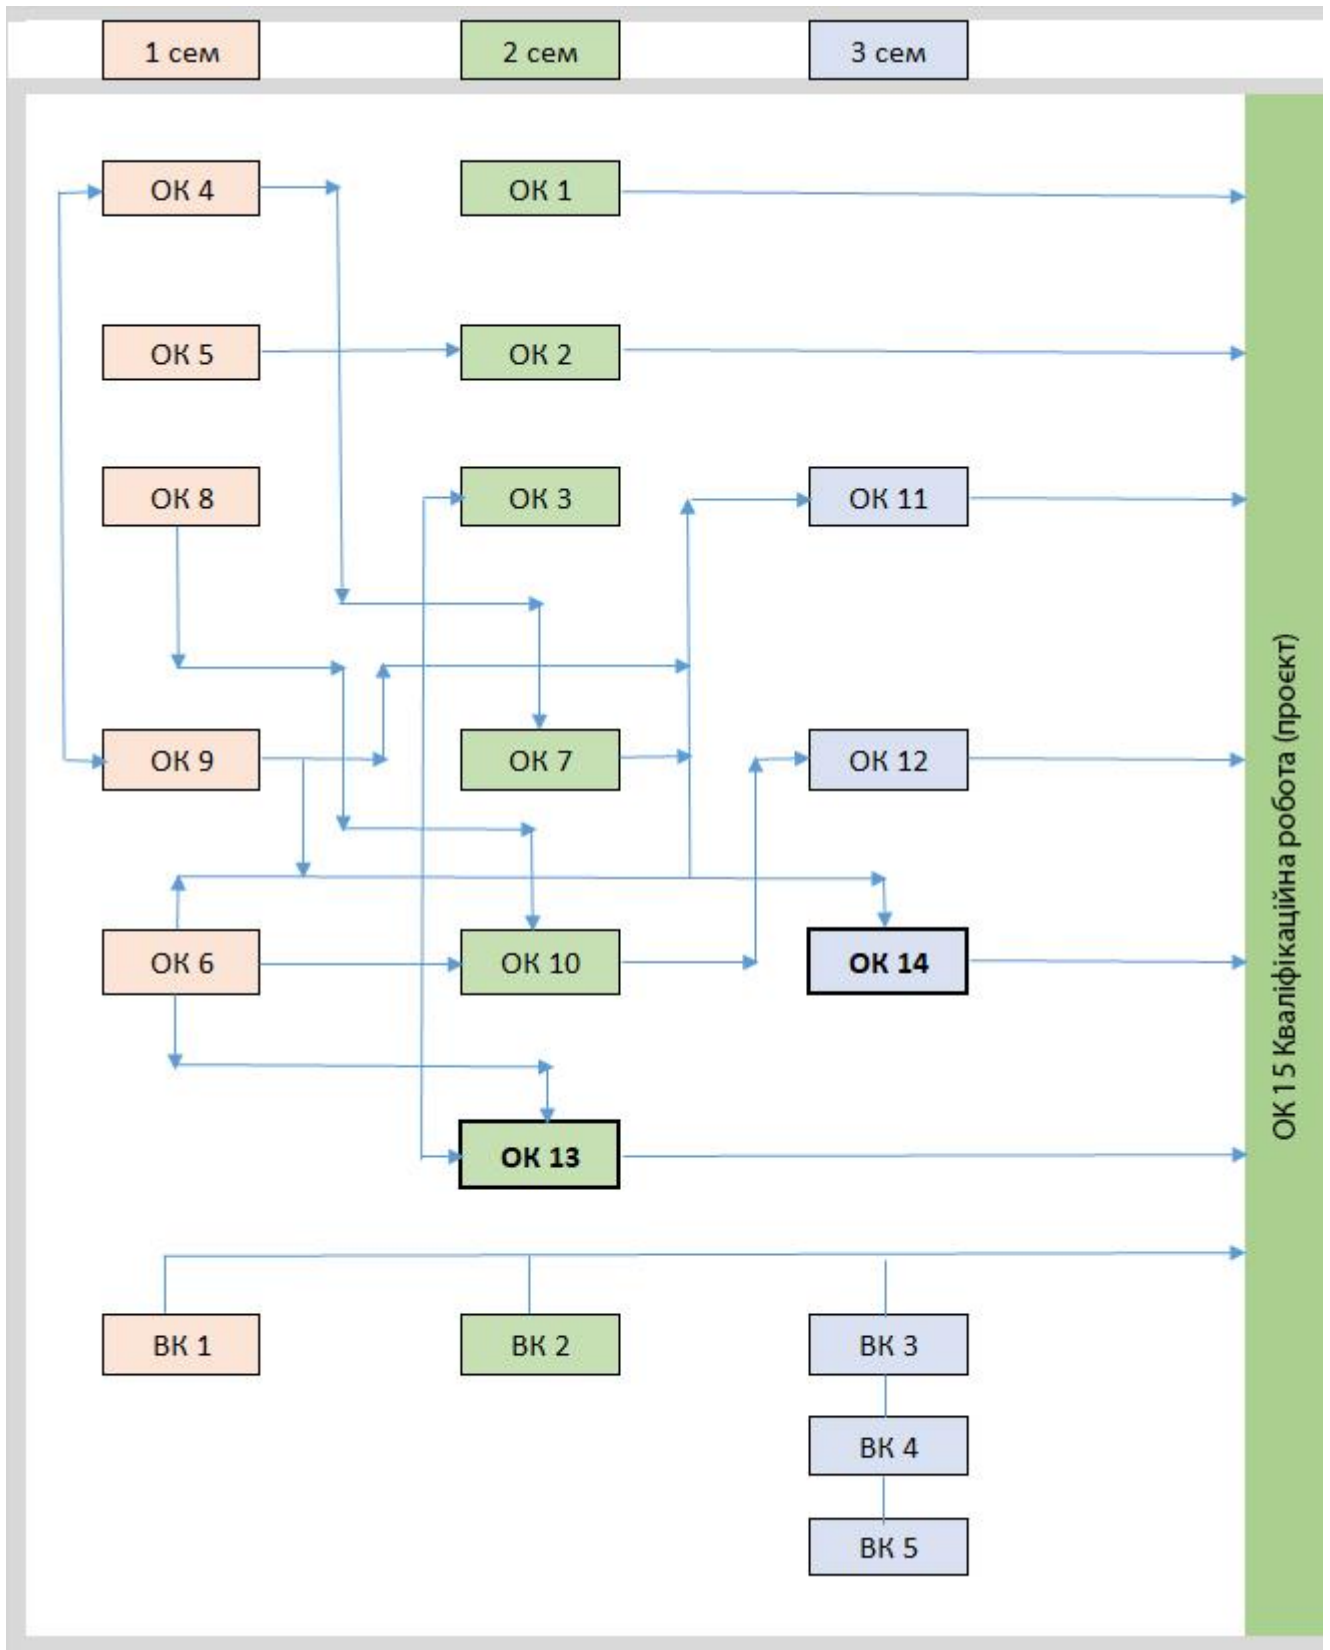 1 сем
2 сем
3 сем
ОК 4
ОК 1
ОК 5
ОК 2
ОК 8
ОК 3
ОК 11
ОК 9
ОК 7
ОК 12
ОК 6
ОК 10
ОК 14
ОК 13
ВК 1
ВК 2
ВК 3
ВК 4
ВК 5
ОК 15 Кваліфікаційна робота (проєкт)